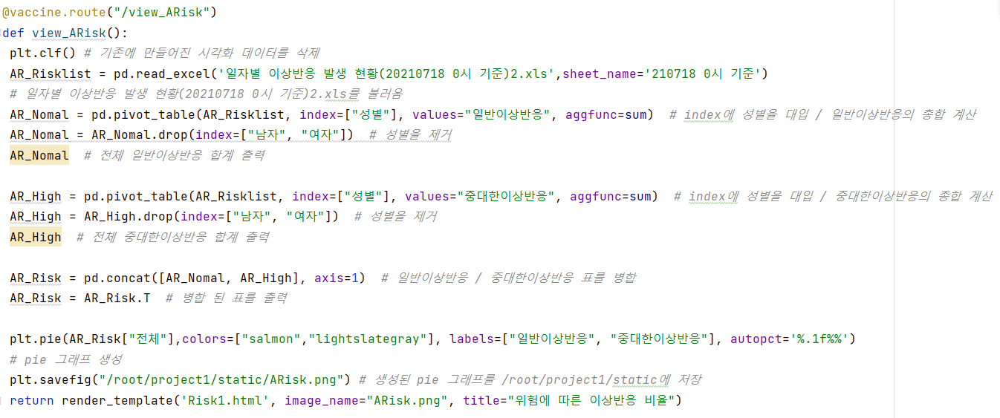 @vaccine.route("/view_ARisk")
def view_ARisk():
plt.clf() # 기존에 만들어진 시각화 데이터를 삭제
AR_Risklist = pd.read_excel('일자별 이상반응 발생 현황(20210718 0시 기준)2.xls',sheet_name='210718 0시 기준')
# 일자별 이상반응 발생 현황(20210718 0시 기준)2.xls를 불러옴
AR_Nomal = pd.pivot_table(AR_Risklist, index=["성별"], values="일반이상반응", aggfunc=sum)  # index에 성별을 대입 / 일반이상반응의 총합 계산
AR_Nomal = AR_Nomal.drop(index=["남자", "여자"])  # 성별을 제거
AR_Nomal  # 전체 일반이상반응 합계 출력
AR_High = pd.pivot_table(AR_Risklist, index=["성별"], values="중대한이상반응", aggfunc=sum)  # index에 성별을 대입 / 중대한이상반응의 총합 계산
AR_High = AR_High.drop(index=["남자", "여자"])  # 성별을 제거
AR_High  # 전체 중대한이상반응 합계 출력
AR_Risk = pd.concat([AR_Nomal, AR_High], axis=1)  # 일반이상반응 / 중대한이상반응 표를 병합
AR_Risk = AR_Risk.T  # 병합 된 표를 출력
plt.pie(AR_Risk["전체"],colors=["salmon","lightslategray"], labels=["일반이상반응", "중대한이상반응"], autopct='%.1f%%')
# pie 그래프 생성
plt.savefig("/root/project1/static/ARisk.png") # 생성된 pie 그래프를 /root/project1/static에 저장
return render_template('Risk1.html', image_name="ARisk.png", title="위험에 따른 이상반응 비율")